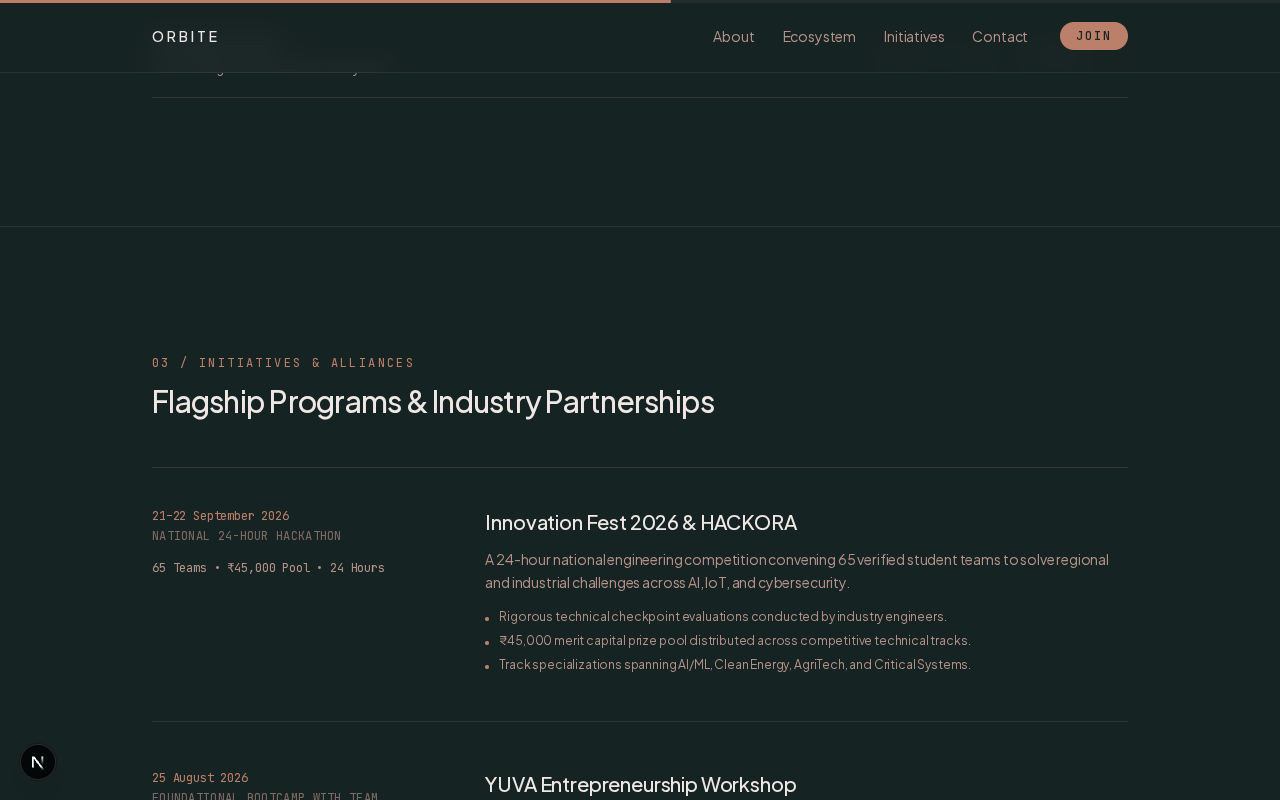 ORBITE
About
Ecosystem
Initiatives
Contact
JOIN
03 / INITIATIVES & ALLIANCES
Flagship Programs & Industry Partnerships
21–22 September 2026
NATIONAL 24-HOUR HACKATHON
65 Teams • ₹45,000 Pool • 24 Hours
Innovation Fest 2026 & HACKORA
A 24-hour national engineering competition convening 65 verified student teams to solve regional
and industrial challenges across AI, IoT, and cybersecurity.
Rigorous technical checkpoint evaluations conducted by industry engineers.
₹45,000 merit capital prize pool distributed across competitive technical tracks.
Track specializations spanning AI/ML, Clean Energy, AgriTech, and Critical Systems.
25 August 2026
FOUNDATIONAL BOOTCAMP WITH TEAM
YUVA Entrepreneurship Workshop